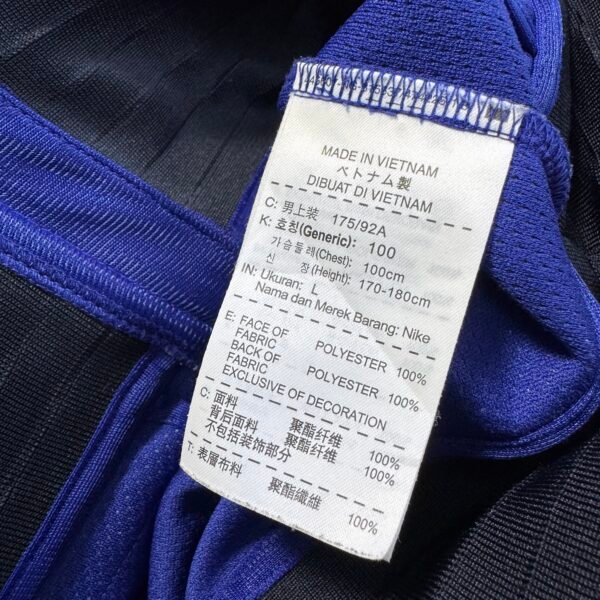 MADE IN VIETNAM
ベトナム製
DIBUAT DI VIETNAM
C: 男上装 175/92A
K: 호칭(Generic): 100
가슴둘레(Chest): 100cm
신 장(Height): 170-180cm
IN: Ukuran: L
Nama dan Merek Barang: Nike
E: FACE OF FABRIC POLYESTER 100%
BACK OF FABRIC POLYESTER 100%
EXCLUSIVE OF DECORATION
C: 面料 聚酯纤维 100%
背后面料 聚酯纤维 100%
不包括装饰部分
T: 表層布料 聚酯纖維 100%